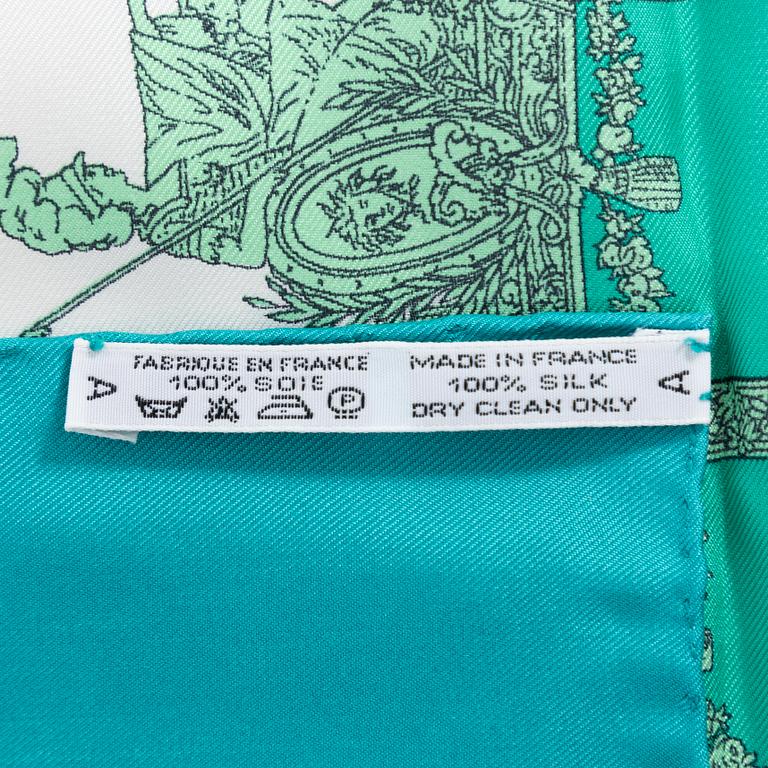 FABRIQUE EN FRANCE
100% SOIE
A
P
MADE IN FRANCE
100% SILK
DRY CLEAN ONLY
A